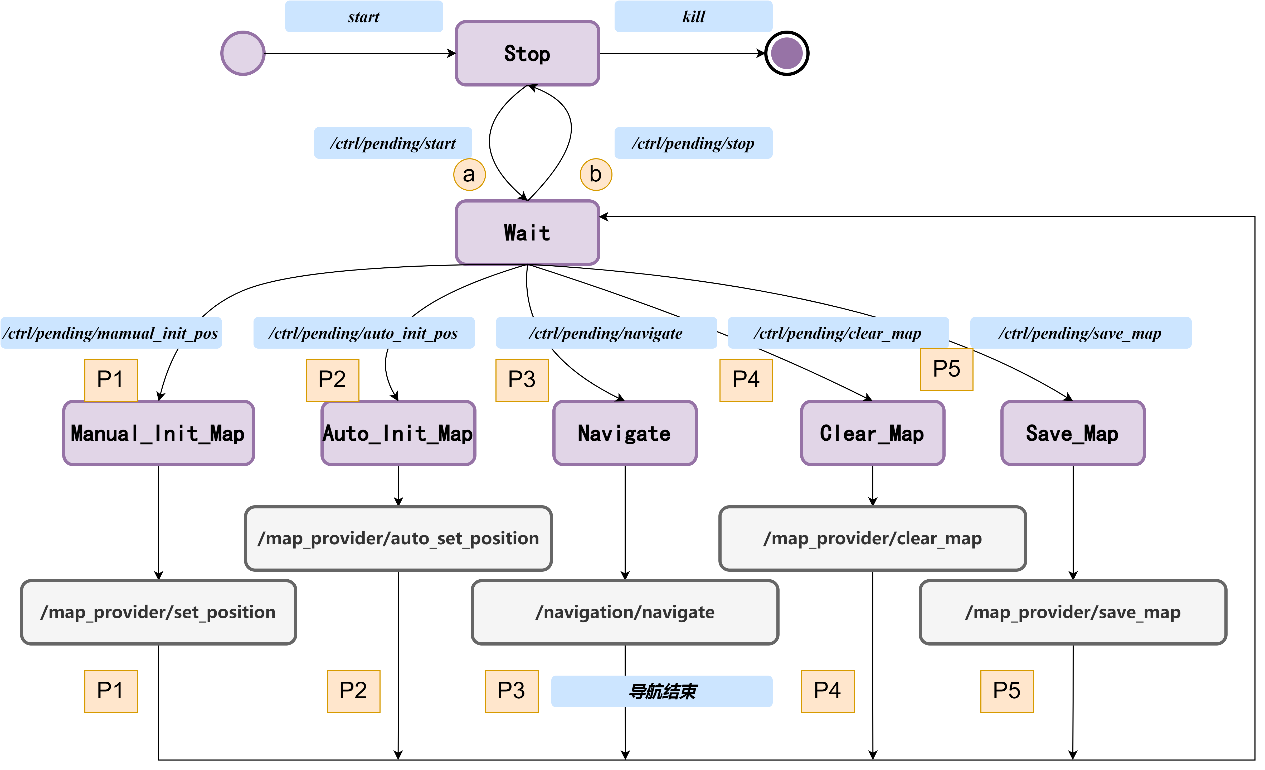 start
kill
Stop
/ctrl/pending/start
/ctrl/pending/stop
a
b
Wait
/ctrl/pending/mamual_init_pos
/ctrl/pending/auto_init_pos
/ctrl/pending/navigate
/ctrl/pending/clear_map
/ctrl/pending/save_map
P1
P2
P3
P4
P5
Manual_Init_Map
Auto_Init_Map
Navigate
Clear_Map
Save_Map
/map_provider/auto_set_position
/map_provider/clear_map
/map_provider/set_position
/navigation/navigate
/map_provider/save_map
P1
P2
P3
导航结束
P4
P5